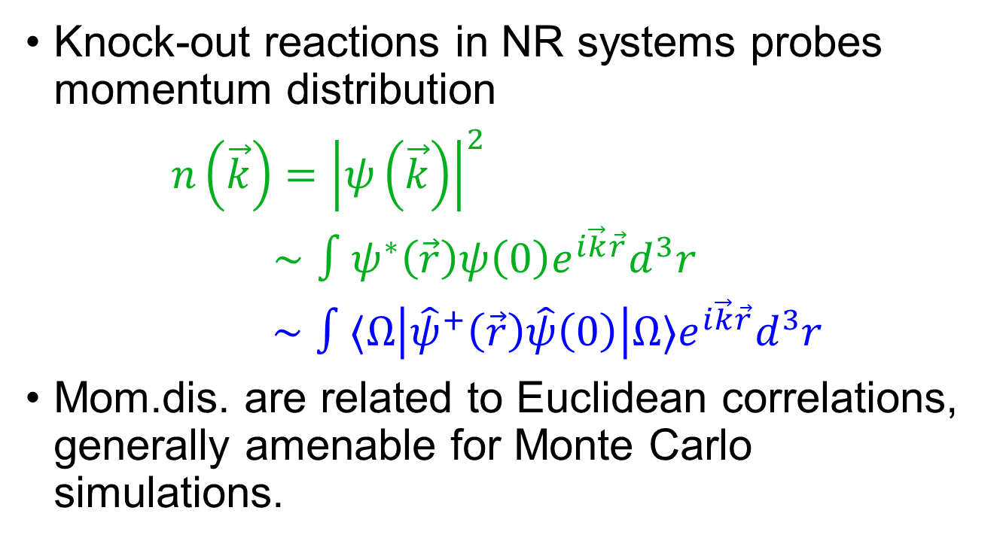 • Knock-out reactions in NR systems probes
momentum distribution
$n\left(\vec{k}\right) = \left|\psi\left(\vec{k}\right)\right|^2$
$\sim \int \psi^*(\vec{r})\psi(0)e^{i\vec{k}\vec{r}}d^3r$
$\sim \int \langle\Omega|\hat{\psi}^+(\vec{r})\hat{\psi}(0)|\Omega\rangle e^{i\vec{k}\vec{r}}d^3r$
• Mom.dis. are related to Euclidean correlations,
generally amenable for Monte Carlo
simulations.